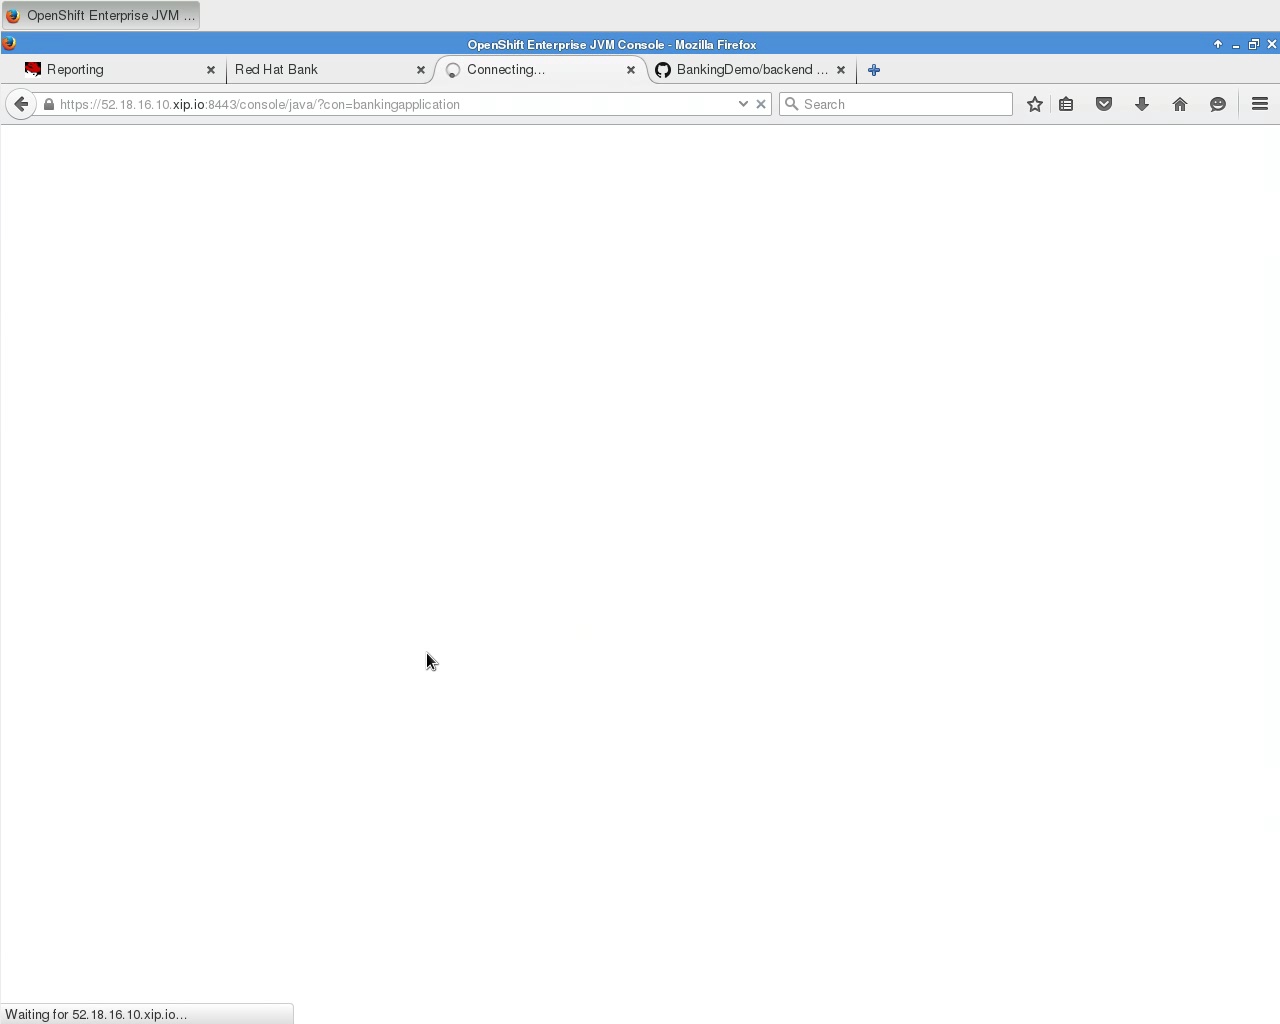 OpenShift Enterprise JVM ...
OpenShift Enterprise JVM Console - Mozilla Firefox
Reporting
Red Hat Bank
Connecting...
BankingDemo/backend ...
https://52.18.16.10.xip.io:8443/console/java/?con=bankingapplication
Search
Waiting for 52.18.16.10.xip.io...